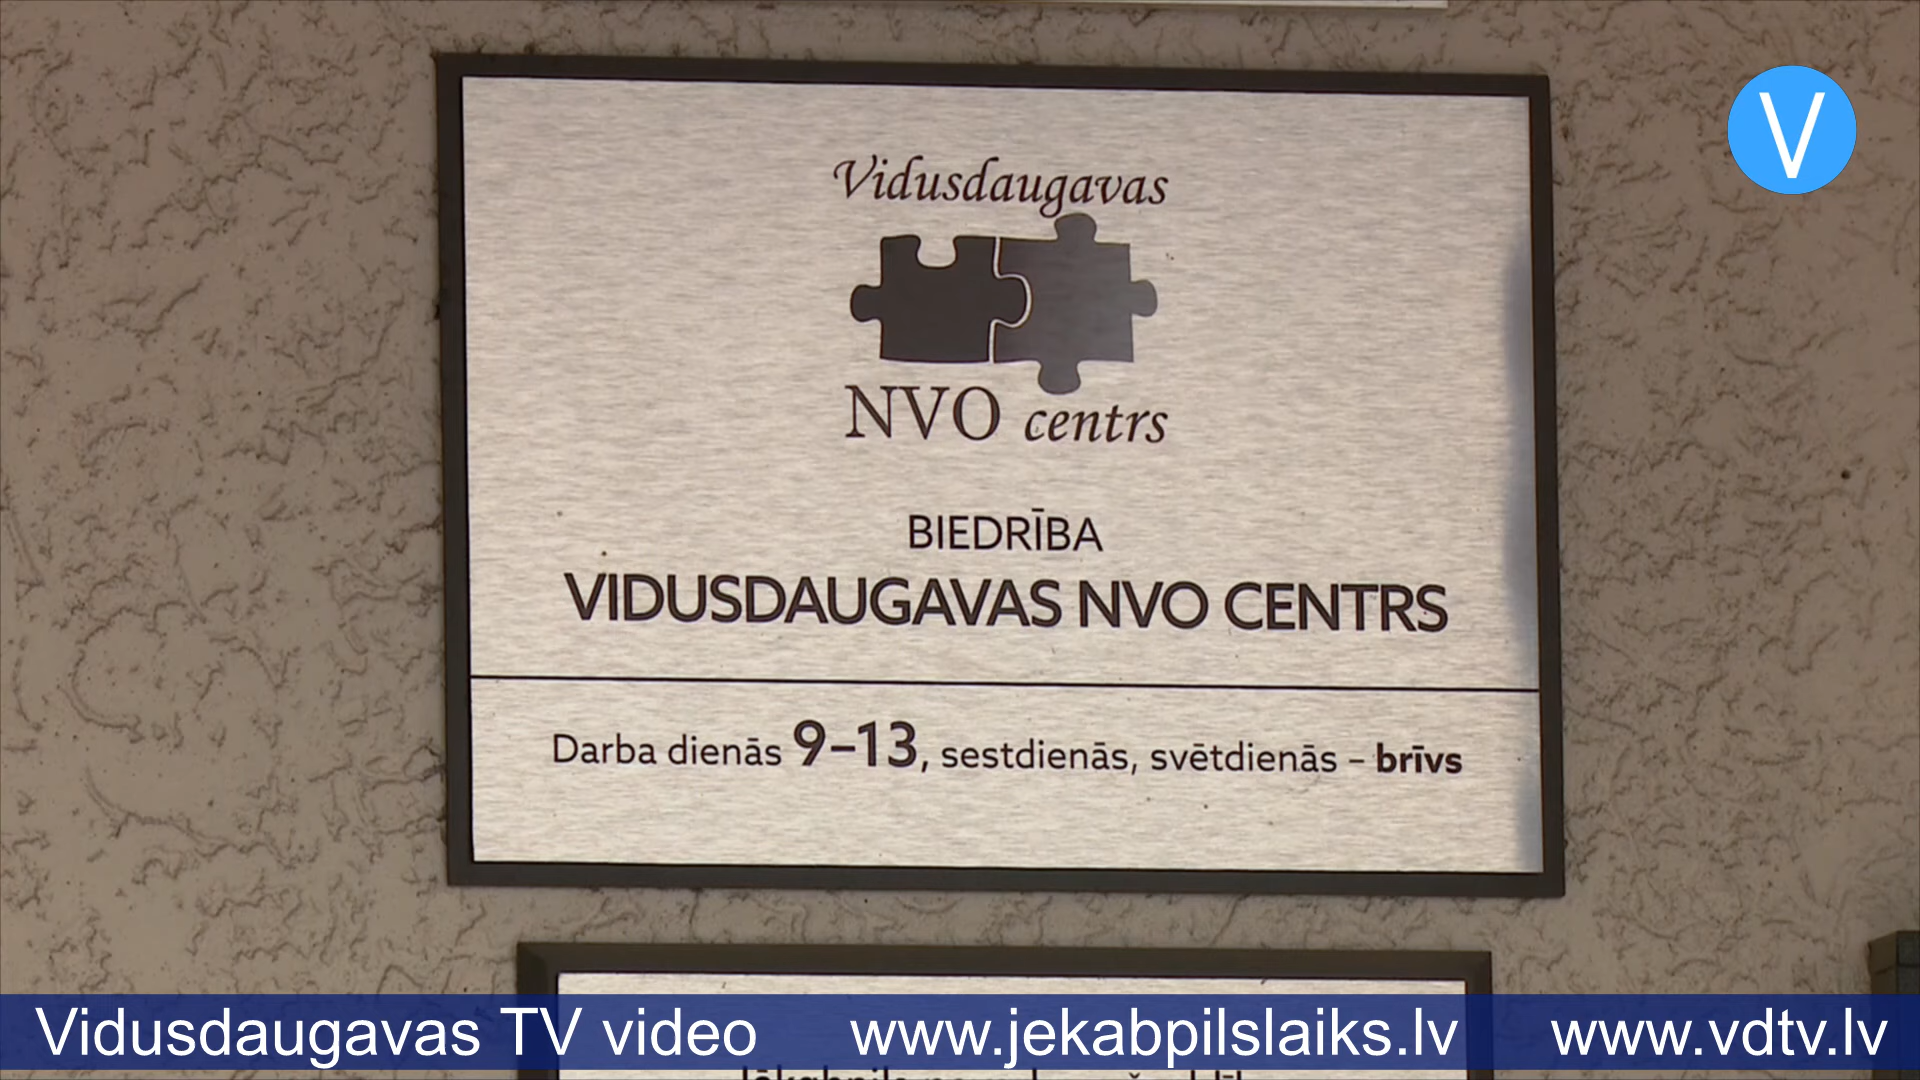 V
Vidusdaugavas
NVO centrs
BIEDRĪBA
VIDUSDAUGAVAS NVO CENTRS
Darba dienās 9–13, sestdienās, svētdienās – brīvs
Vidusdaugavas TV video www.jekabpilslaiks.lv www.vdtv.lv